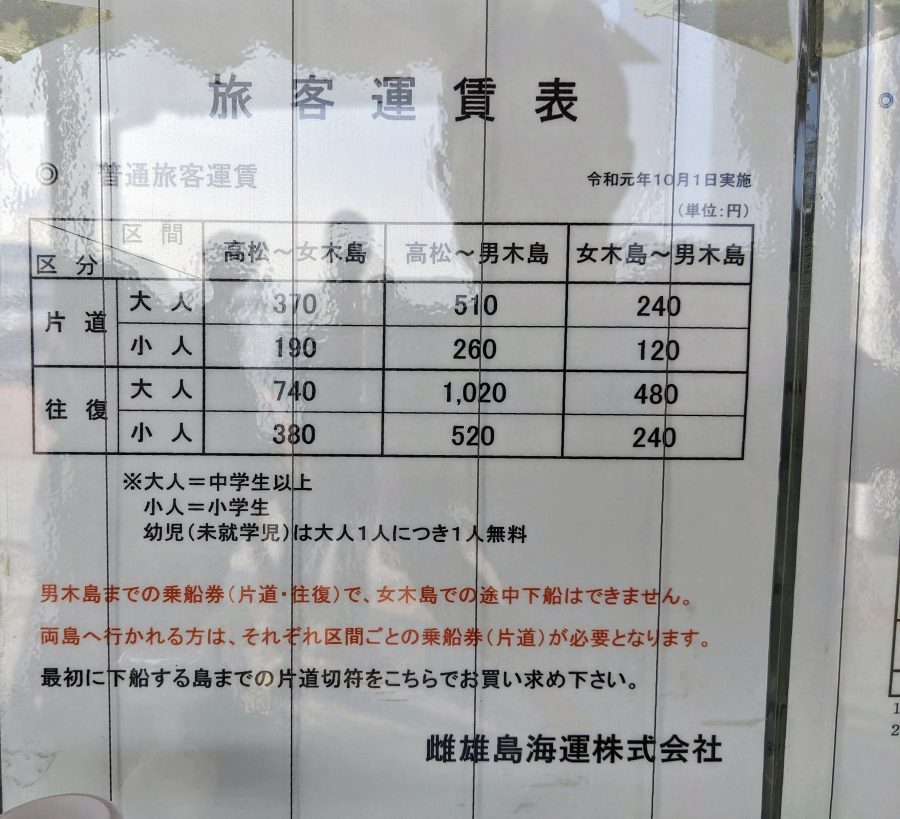 旅客運賃表
◎ 普通旅客運賃
令和元年10月1日実施
(単位:円)
区間 高松~女木島 高松~男木島 女木島~男木島
区分
片道 大人 370 510 240
小人 190 260 120
往復 大人 740 1,020 480
小人 380 520 240
※大人=中学生以上
小人=小学生
幼児(未就学児)は大人1人につき1人無料
男木島までの乗船券(片道・往復)で、女木島での途中下船はできません。
両島へ行かれる方は、それぞれ区間ごとの乗船券(片道)が必要となります。
最初に下船する島までの片道切符をこちらでお買い求め下さい。
雌雄島海運株式会社
◎
1
2